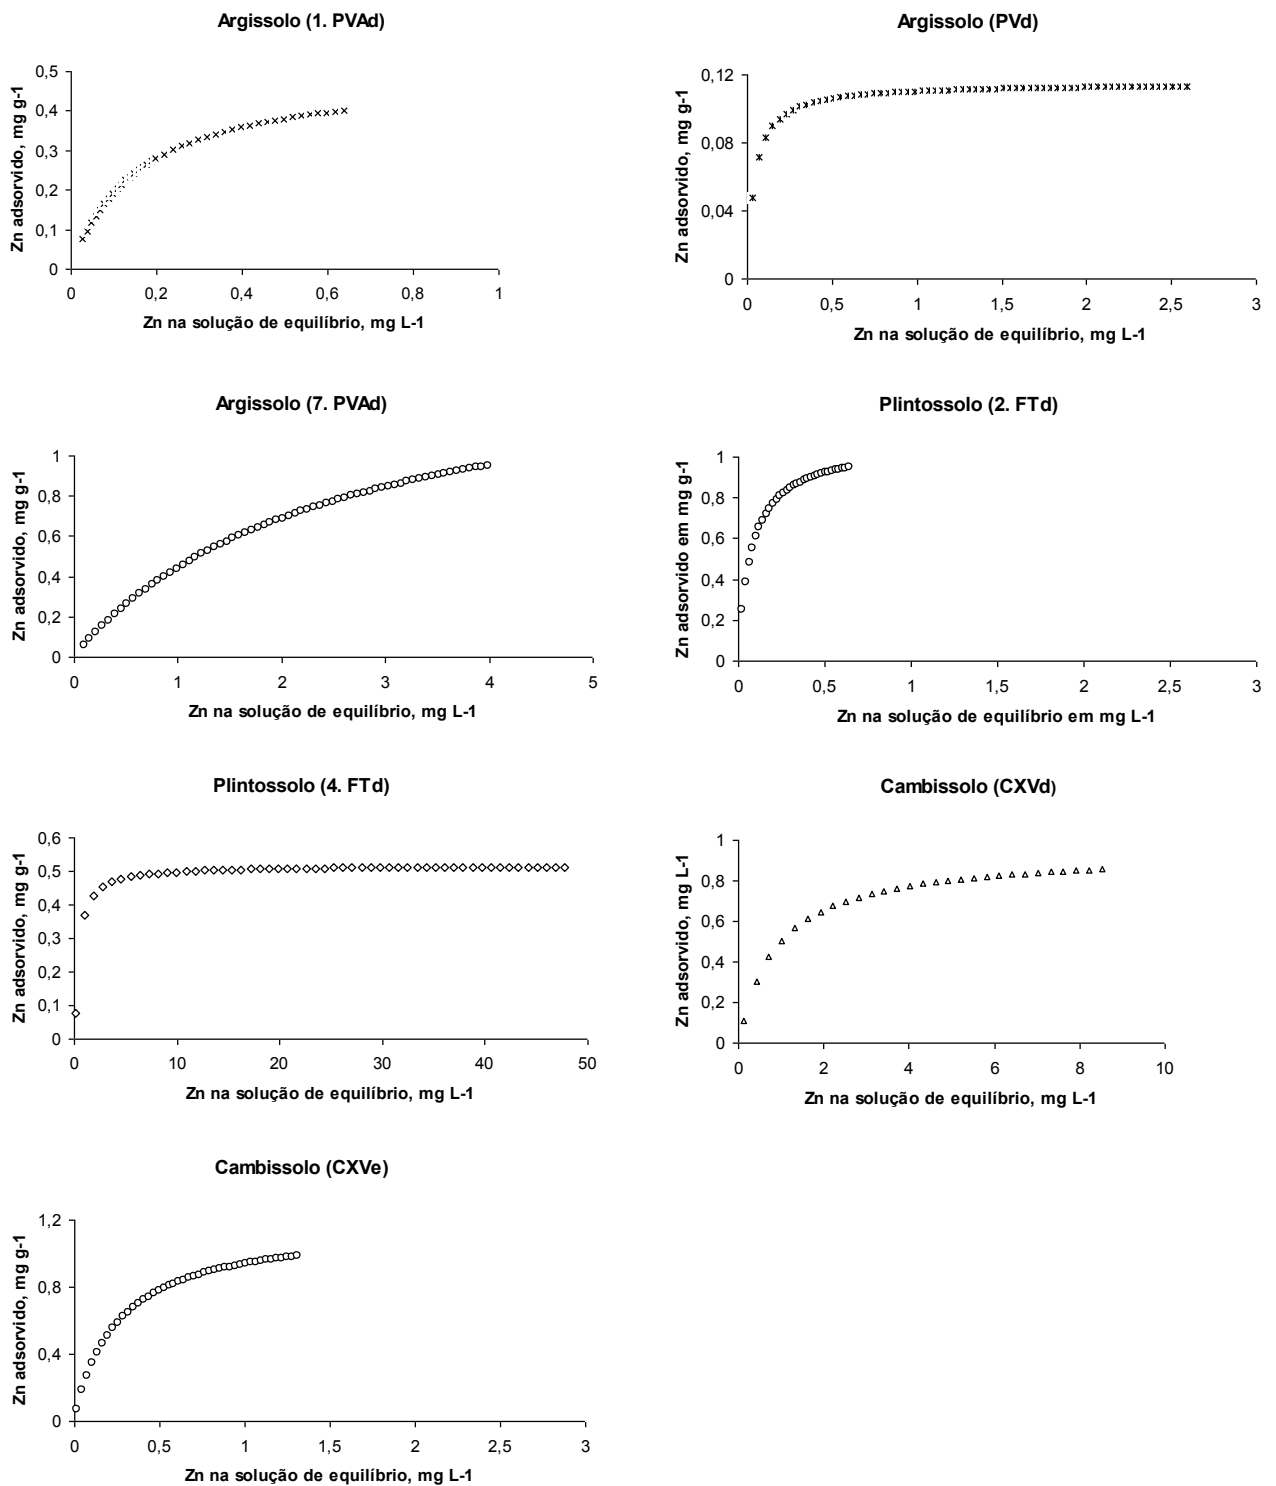 Argissolo (1. PVAd)
Zn adsorvido, mg g-1
0,5
0,4
0,3
0,2
0,1
0
0 0,2 0,4 0,6 0,8 1
Zn na solução de equilíbrio, mg L-1
Argissolo (PVd)
Zn adsorvido, mg g-1
0,12
0,08
0,04
0
0 0,5 1 1,5 2 2,5 3
Zn na solução de equilíbrio, mg L-1
Argissolo (7. PVAd)
Zn adsorvido, mg g-1
1
0,8
0,6
0,4
0,2
0
0 1 2 3 4 5
Zn na solução de equilíbrio, mg L-1
Plintossolo (2. FTd)
Zn adsorvido em mg g-1
1
0,8
0,6
0,4
0,2
0
0 0,5 1 1,5 2 2,5 3
Zn na solução de equilíbrio em mg L-1
Plintossolo (4. FTd)
Zn adsorvido, mg g-1
0,6
0,5
0,4
0,3
0,2
0,1
0
0 10 20 30 40 50
Zn na solução de equilíbrio, mg L-1
Cambissolo (CXVd)
Zn adsorvido, mg L-1
1
0,8
0,6
0,4
0,2
0
0 2 4 6 8 10
Zn na solução de equilíbrio, mg L-1
Cambissolo (CXVe)
Zn adsorvido, mg g-1
1,2
0,8
0,4
0
0 0,5 1 1,5 2 2,5 3
Zn na solução de equilíbrio, mg L-1